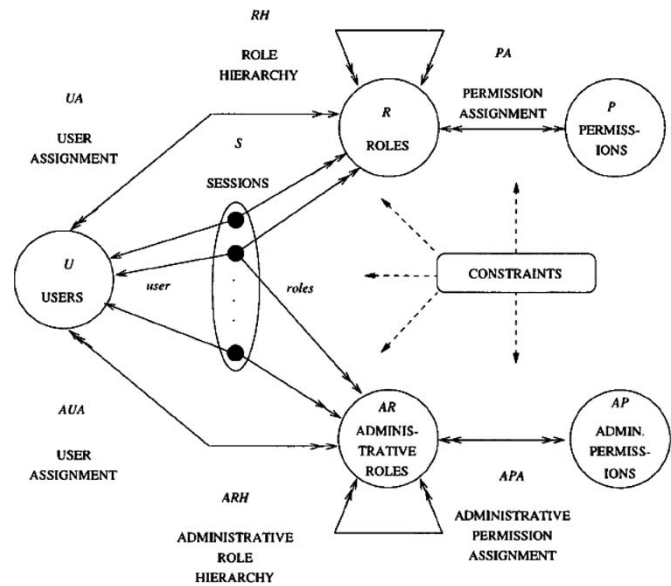 RH
ROLE
HIERARCHY
PA
PERMISSION
ASSIGNMENT
UA
USER
ASSIGNMENT
S
SESSIONS
R
ROLES
P
PERMISS-
IONS
U
USERS
user
roles
CONSTRAINTS
AUA
USER
ASSIGNMENT
AR
ADMINIS-
TRATIVE
ROLES
AP
ADMIN.
PERMISS-
IONS
ARH
ADMINISTRATIVE
ROLE
HIERARCHY
APA
ADMINISTRATIVE
PERMISSION
ASSIGNMENT